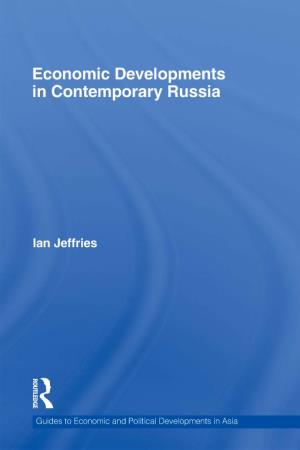 Economic Developments
in Contemporary Russia
Ian Jeffries
ROUTLEDGE
Guides to Economic and Political Developments in Asia